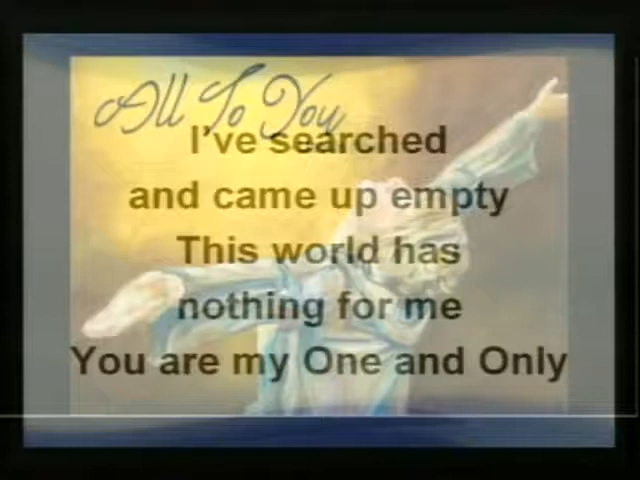 All To You
I've searched
and came up empty
This world has
nothing for me
You are my One and Only